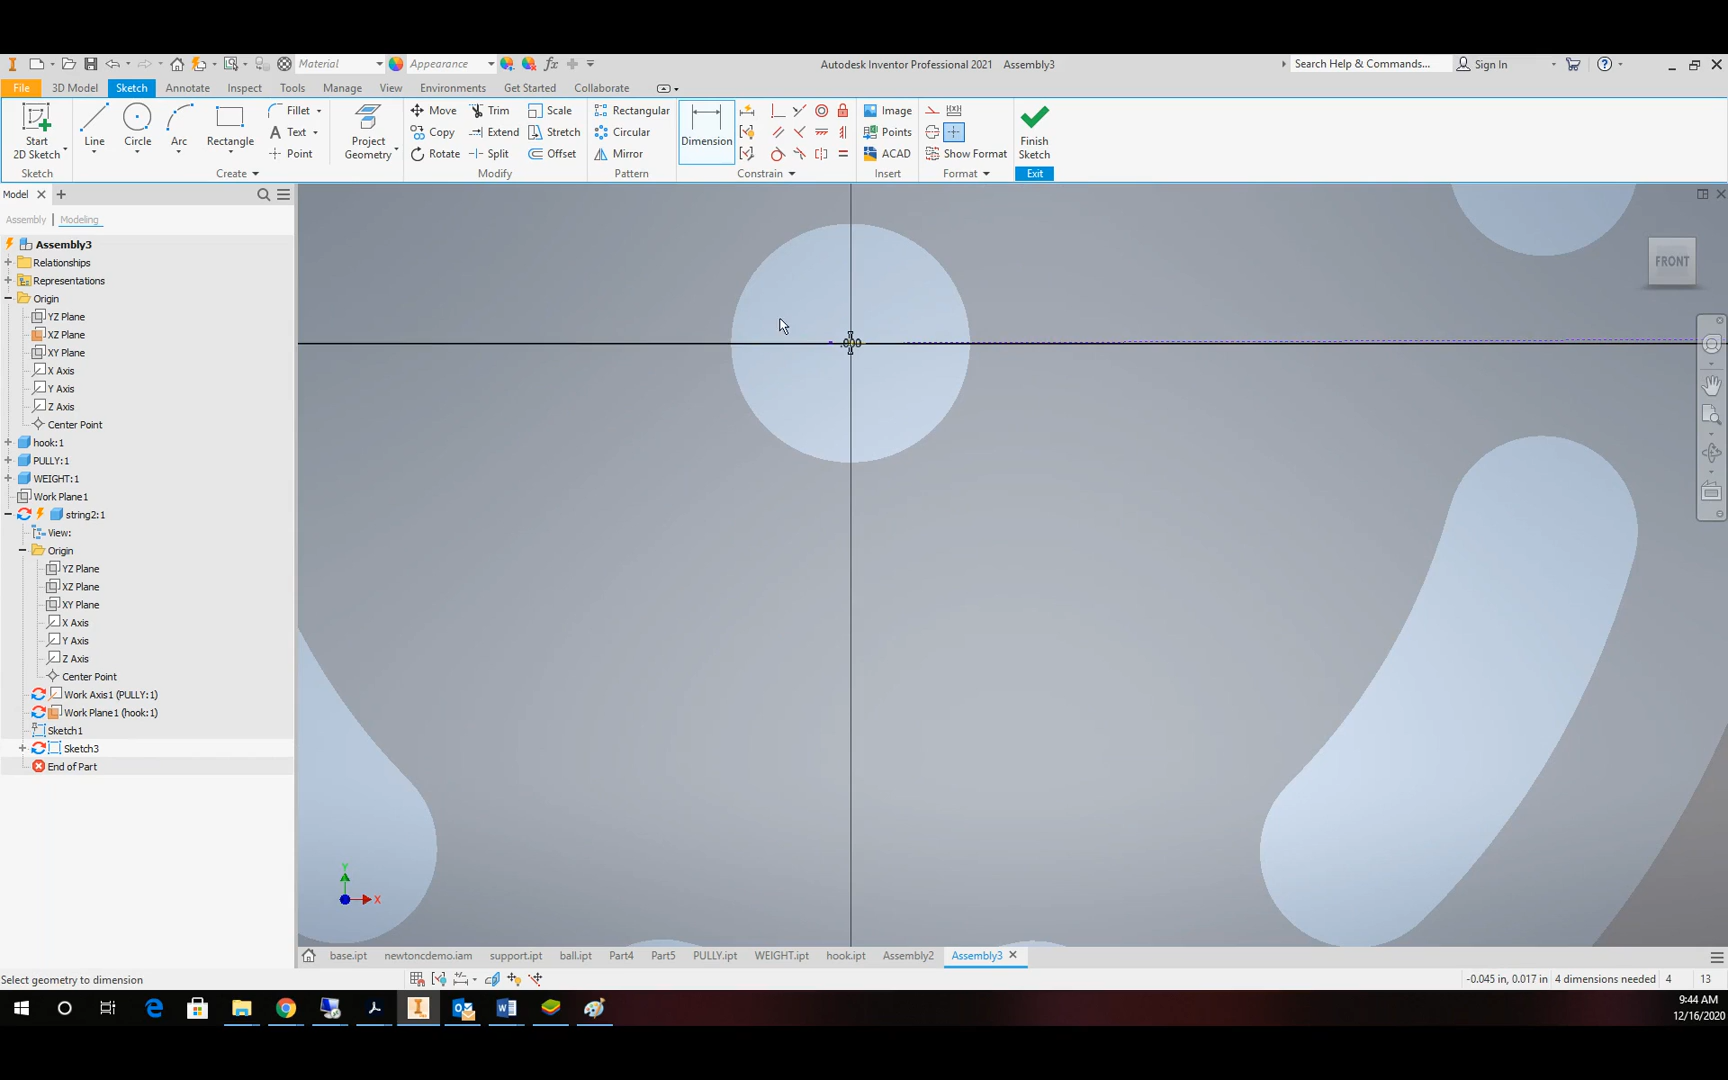 Material
Appearance
Autodesk Inventor Professional 2021 Assembly3
Search Help & Commands...
Sign In
File 3D Model Sketch Annotate Inspect Tools Manage View Environments Get Started Collaborate
Start
2D Sketch
Line
Circle
Arc
Rectangle
Fillet
Text
Point
Project
Geometry
Move
Copy
Rotate
Trim
Extend
Split
Scale
Stretch
Offset
Rectangular
Circular
Mirror
Dimension
Image
Points
ACAD
Show Format
Finish
Sketch
Sketch Create Modify Pattern Constrain Insert Format Exit
Model
Assembly | Modeling
Assembly3
Relationships
Representations
Origin
YZ Plane
XZ Plane
XY Plane
X Axis
Y Axis
Z Axis
Center Point
hook:1
PULLY:1
WEIGHT:1
Work Plane1
string2:1
View:
Origin
YZ Plane
XZ Plane
XY Plane
X Axis
Y Axis
Z Axis
Center Point
Work Axis1 (PULLY:1)
Work Plane1 (hook:1)
Sketch1
Sketch3
End of Part
FRONT
.000
Y
X
base.ipt newtoncdemo.iam support.ipt ball.ipt Part4 Part5 PULLY.ipt WEIGHT.ipt hook.ipt Assembly2 Assembly3
Select geometry to dimension
-0.045 in, 0.017 in 4 dimensions needed 4 13
9:44 AM
12/16/2020